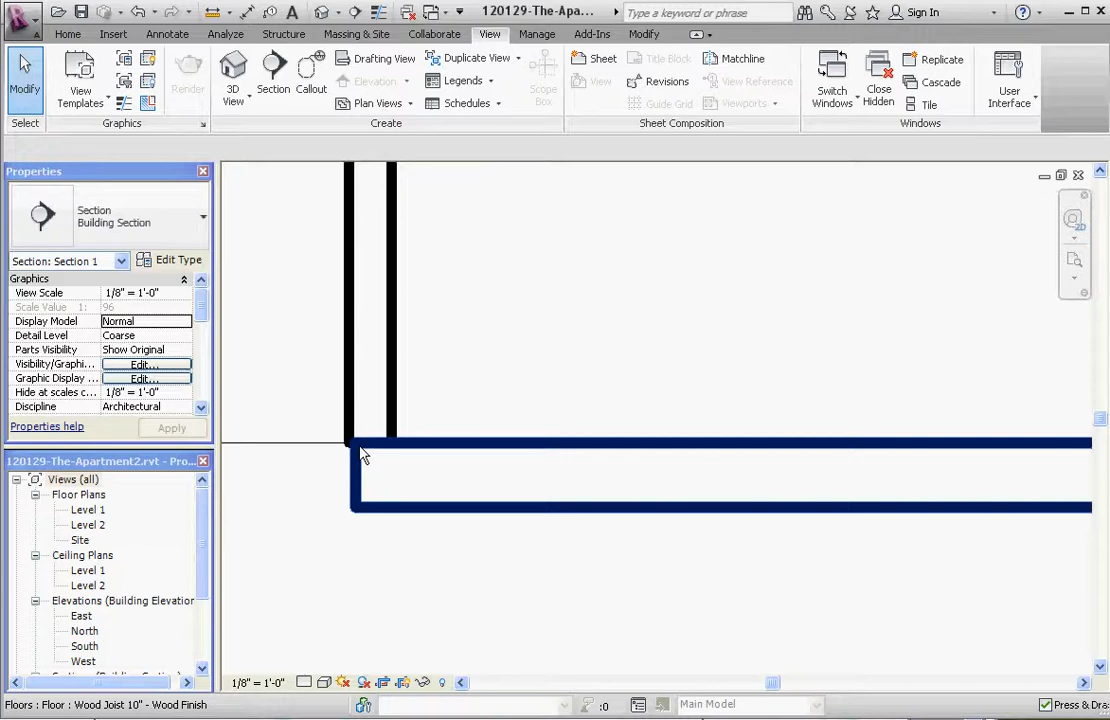 120129-The-Apa... Type a keyword or phrase Sign In
Home Insert Annotate Analyze Structure Massing & Site Collaborate View Manage Add-Ins Modify
Modify
View Templates
Render
3D View
Section
Callout
Drafting View
Elevation
Plan Views
Duplicate View
Legends
Schedules
Scope Box
Sheet
View
Title Block
Revisions
Guide Grid
Matchline
View Reference
Viewports
Switch Windows
Close Hidden
Replicate
Cascade
Tile
User Interface
Select Graphics Create Sheet Composition Windows
Properties
Section
Building Section
Section: Section 1 Edit Type
Graphics
View Scale 1/8" = 1'-0"
Scale Value 1: 96
Display Model Normal
Detail Level Coarse
Parts Visibility Show Original
Visibility/Graphi... Edit...
Graphic Display ... Edit...
Hide at scales c... 1/8" = 1'-0"
Discipline Architectural
Properties help Apply
120129-The-Apartment2.rvt - Pro...
Views (all)
Floor Plans
Level 1
Level 2
Site
Ceiling Plans
Level 1
Level 2
Elevations (Building Elevation
East
North
South
West
2D
1/8" = 1'-0"
Floors : Floor : Wood Joist 10" - Wood Finish :0 Main Model Press & Dra